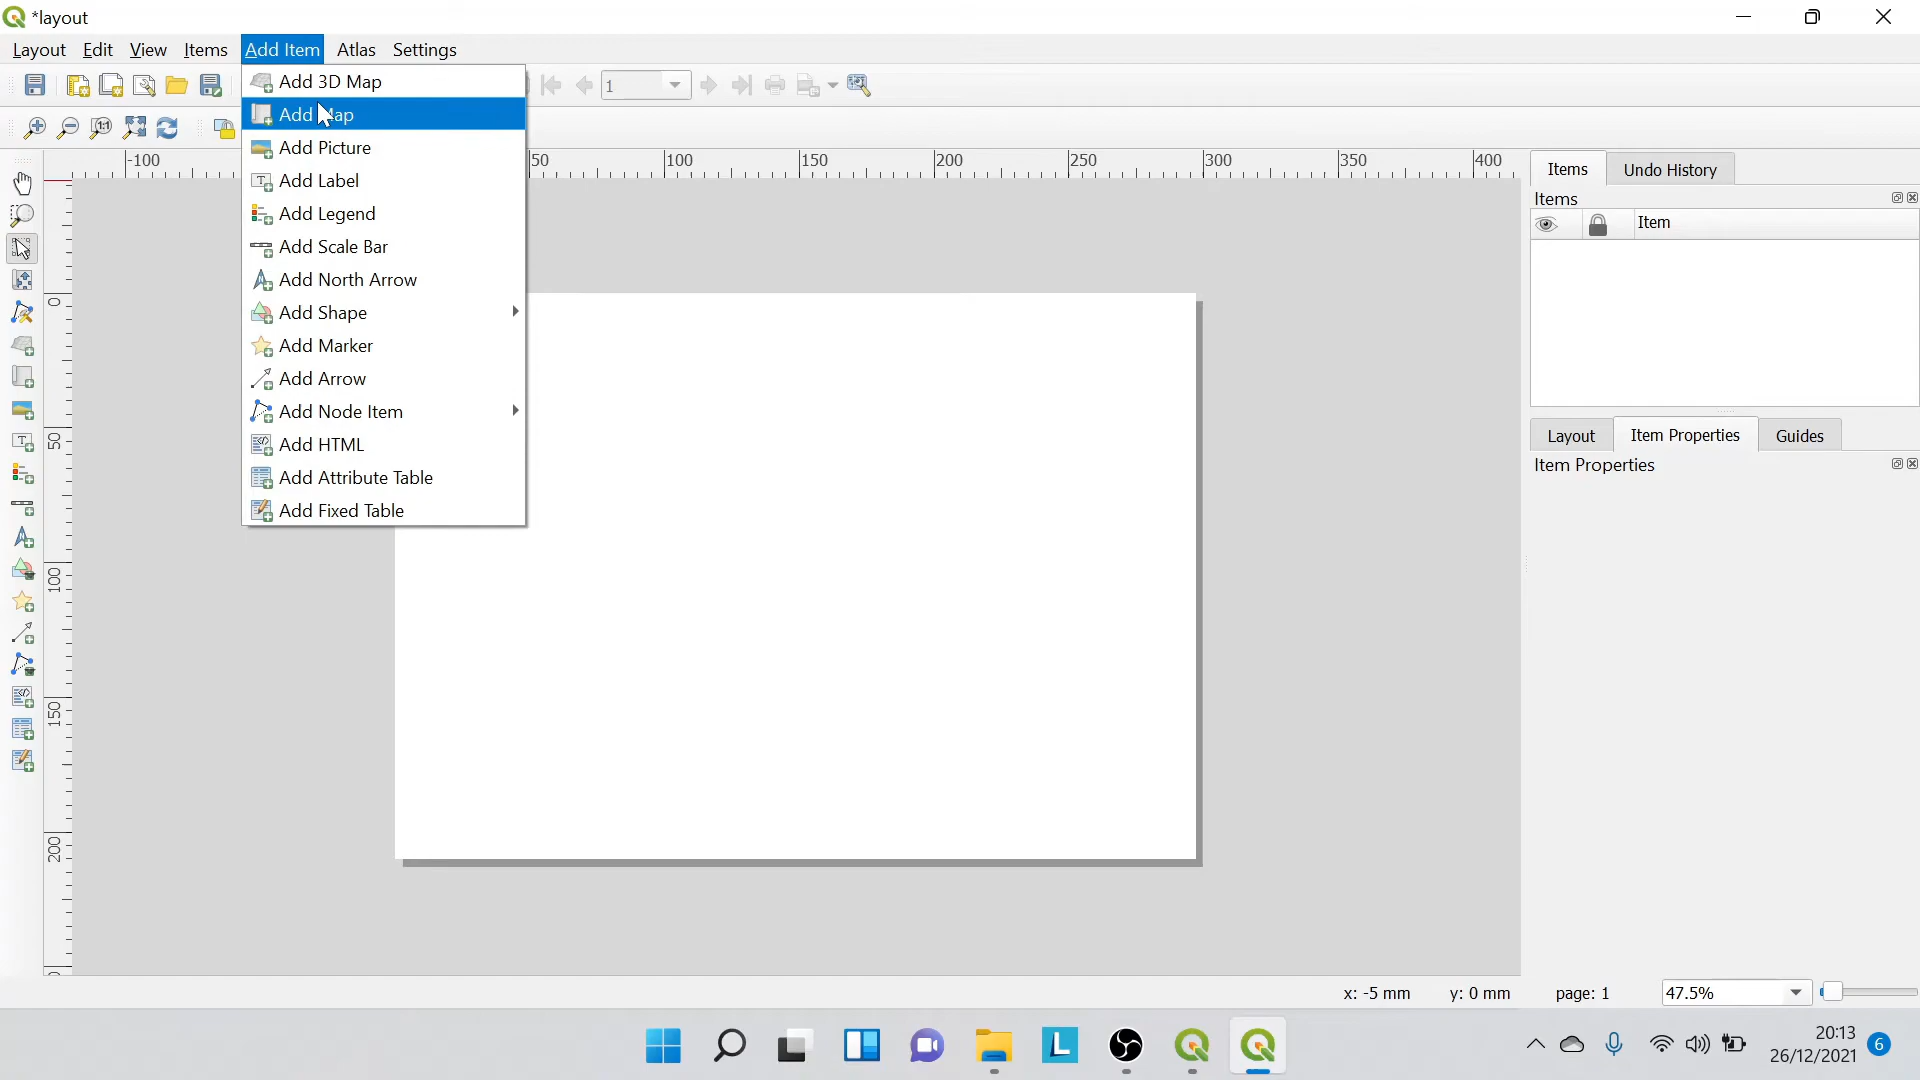 *layout
Layout Edit View Items Add Item Atlas Settings
Add 3D Map
1
Add Map
Add Picture
Add Label
Add Legend
Add Scale Bar
Add North Arrow
Add Shape
Add Marker
Add Arrow
Add Node Item
Add HTML
Add Attribute Table
Add Fixed Table
-100 50 100 150 200 250 300 350 400
0
50
100
150
200
Items Undo History
Items
Item
Layout Item Properties Guides
Item Properties
x: -5 mm y: 0 mm page: 1 47.5%
20:13
26/12/2021
6